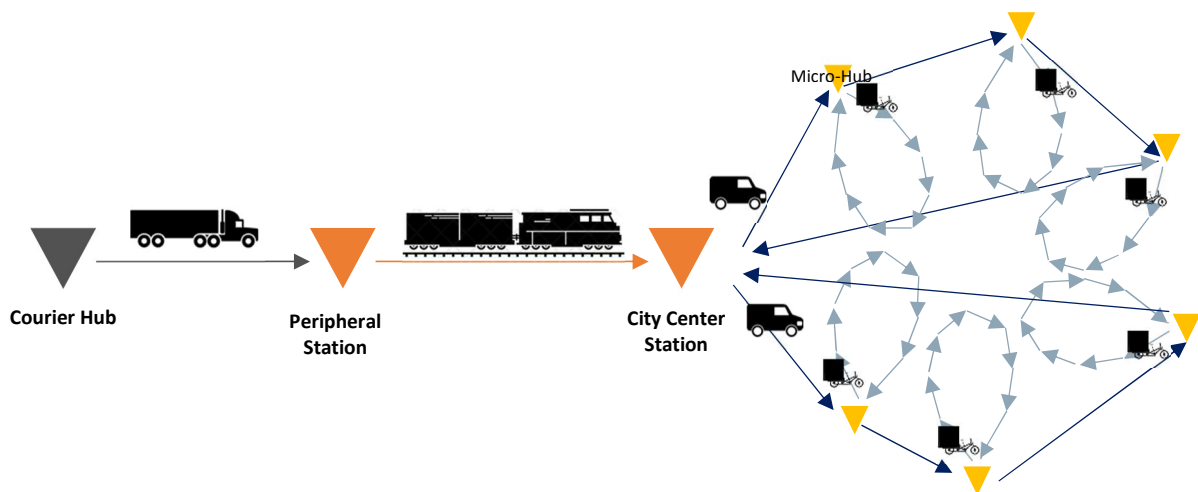 Micro-Hub
Courier Hub
Peripheral
Station
City Center
Station